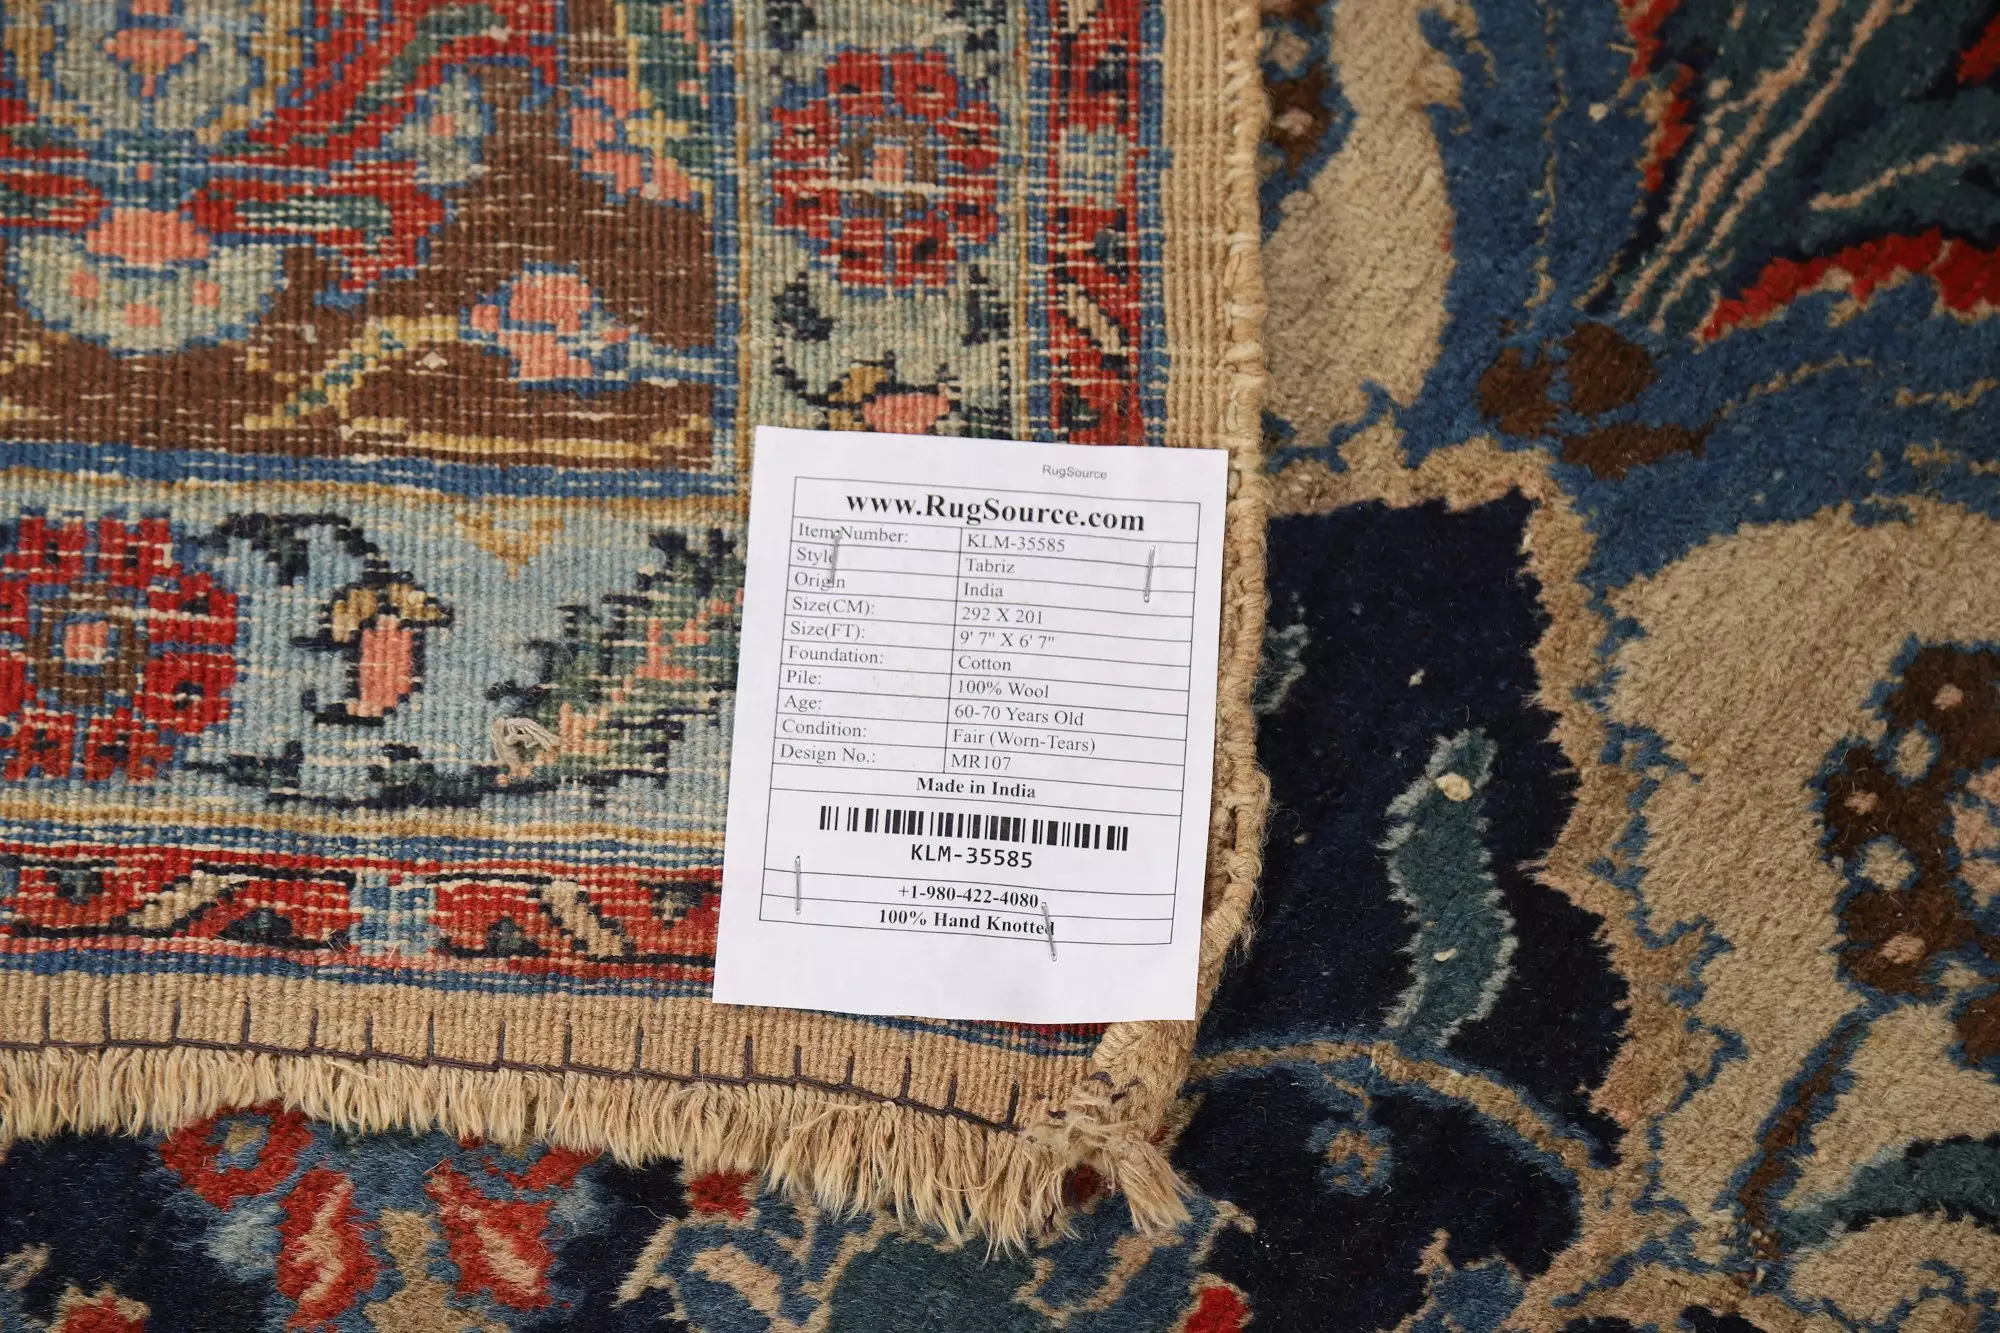 RugSource
www.RugSource.com
Item Number: KLM-35585
Style Tabriz
Origin India
Size(CM): 292 X 201
Size(FT): 9' 7" X 6' 7"
Foundation: Cotton
Pile: 100% Wool
Age: 60-70 Years Old
Condition: Fair (Worn-Tears)
Design No.: MR107
Made in India
KLM-35585
+1-980-422-4080
100% Hand Knotted